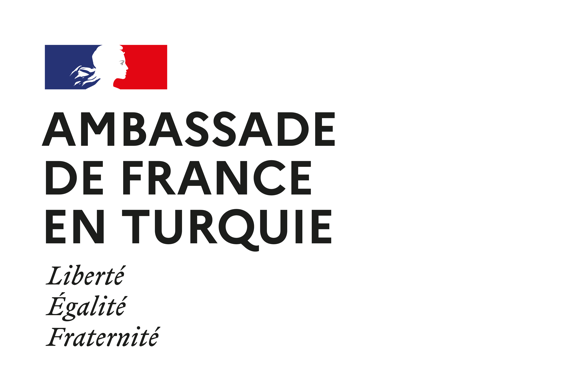 AMBASSADE
DE FRANCE
EN TURQUIE
Liberté
Égalité
Fraternité